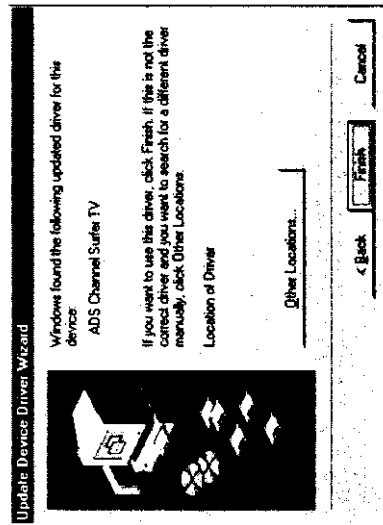 Update Device Driver Wizard
Windows found the following updated driver for this
device:
ADS Channel Surfer TV
If you want to use this driver, click Finish. If this is not the
correct driver and you want to search for a different driver
manually, click Other Locations.
Location of Driver
Other Locations...
< Back
Finish
Cancel